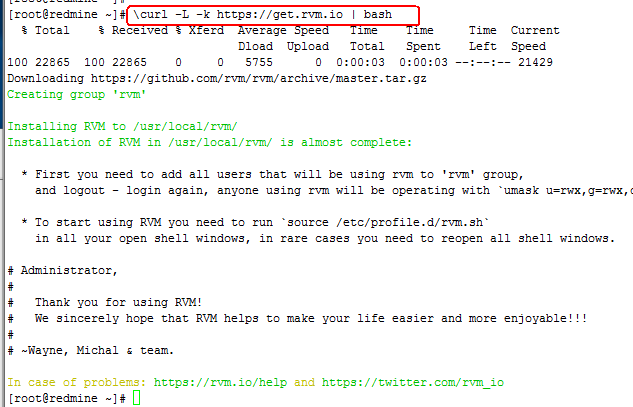 [root@redmine ~]# \curl -L -k https://get.rvm.io | bash
% Total % Received % Xferd Average Speed Time Time Time Current
Dload Upload Total Spent Left Speed
100 22865 100 22865 0 0 5755 0 0:00:03 0:00:03 --:--:-- 21429
Downloading https://github.com/rvm/rvm/archive/master.tar.gz
Creating group 'rvm'
Installing RVM to /usr/local/rvm/
Installation of RVM in /usr/local/rvm/ is almost complete:
* First you need to add all users that will be using rvm to 'rvm' group,
and logout - login again, anyone using rvm will be operating with `umask u=rwx,g=rwx,
* To start using RVM you need to run `source /etc/profile.d/rvm.sh`
in all your open shell windows, in rare cases you need to reopen all shell windows.
# Administrator,
#
# Thank you for using RVM!
# We sincerely hope that RVM helps to make your life easier and more enjoyable!!!
#
# ~Wayne, Michal & team.
In case of problems: https://rvm.io/help and https://twitter.com/rvm_io
[root@redmine ~]#